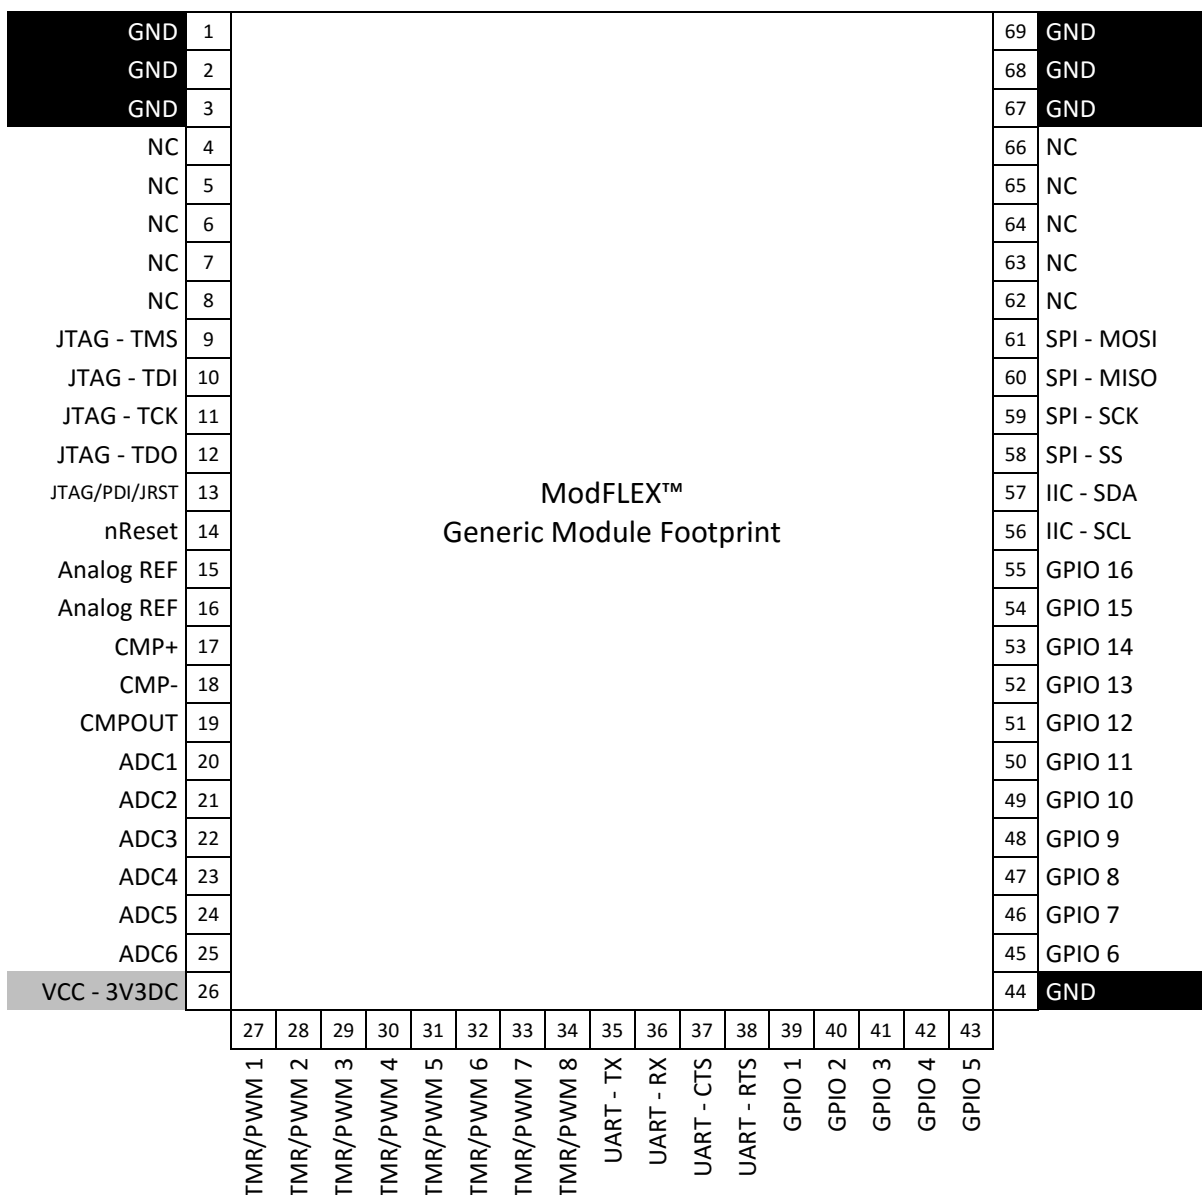 GND 1 69 GND
GND 2 68 GND
GND 3 67 GND
NC 4 66 NC
NC 5 65 NC
NC 6 64 NC
NC 7 63 NC
NC 8 62 NC
JTAG - TMS 9 61 SPI - MOSI
JTAG - TDI 10 60 SPI - MISO
JTAG - TCK 11 59 SPI - SCK
JTAG - TDO 12 58 SPI - SS
JTAG/PDI/JRST 13 57 IIC - SDA
ModFLEX™
nReset 14 56 IIC - SCL
Generic Module Footprint
Analog REF 15 55 GPIO 16
Analog REF 16 54 GPIO 15
CMP+ 17 53 GPIO 14
CMP- 18 52 GPIO 13
CMPOUT 19 51 GPIO 12
ADC1 20 50 GPIO 11
ADC2 21 49 GPIO 10
ADC3 22 48 GPIO 9
ADC4 23 47 GPIO 8
ADC5 24 46 GPIO 7
ADC6 25 45 GPIO 6
VCC - 3V3DC 26 44 GND
27 28 29 30 31 32 33 34 35 36 37 38 39 40 41 42 43
TMR/PWM 1
TMR/PWM 2
TMR/PWM 3
TMR/PWM 4
TMR/PWM 5
TMR/PWM 6
TMR/PWM 7
TMR/PWM 8
UART - TX
UART - RX
UART - CTS
UART - RTS
GPIO 1
GPIO 2
GPIO 3
GPIO 4
GPIO 5